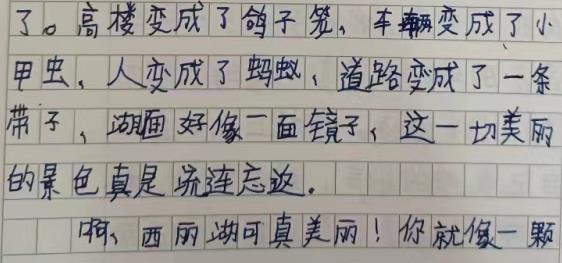 了。高楼变成了鸽子笼，车辆变成了小
甲虫，人变成了蚂蚁，道路变成了一条
带子，湖面好像一面镜子，这一切美丽
的景色真是流连忘返。
啊，西丽湖可真美丽！你就像一颗